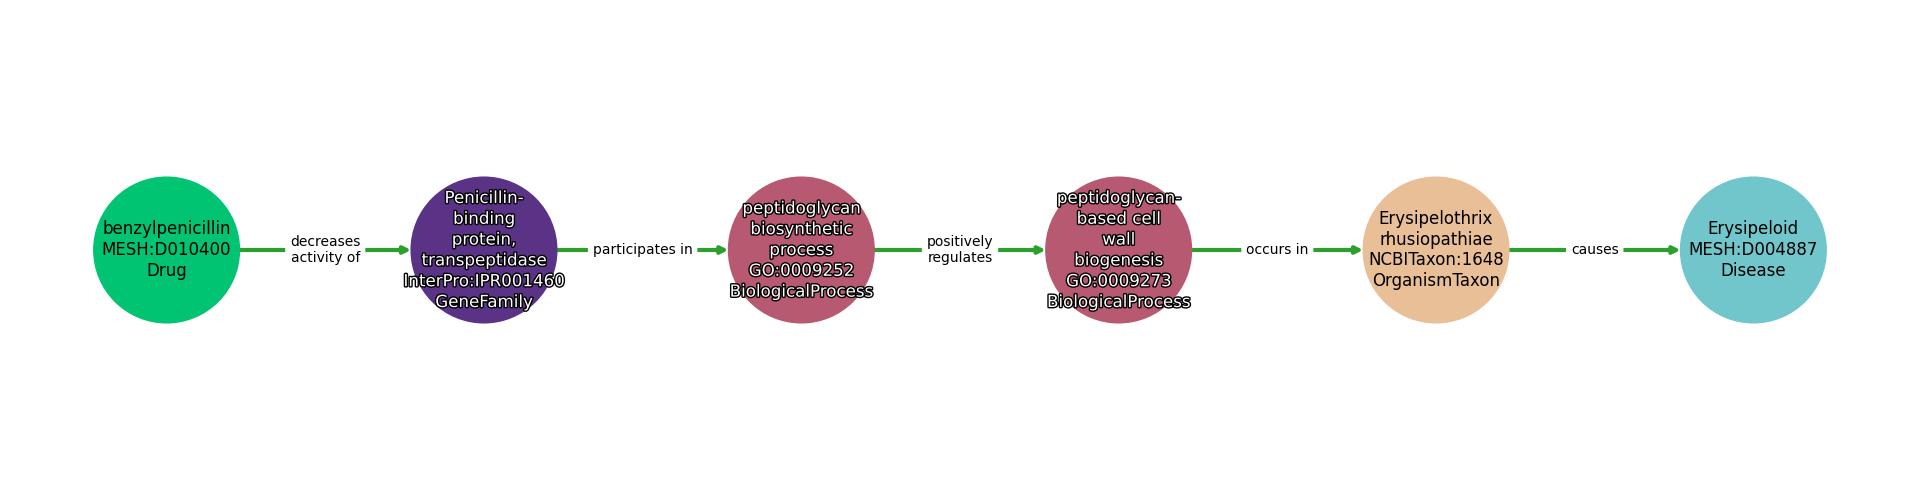 benzylpenicillin
MESH:D010400
Drug
decreases
activity of
Penicillin-
binding
protein,
transpeptidase
InterPro:IPR001460
GeneFamily
participates in
peptidoglycan
biosynthetic
process
GO:0009252
BiologicalProcess
positively
regulates
peptidoglycan-
based cell
wall
biogenesis
GO:0009273
BiologicalProcess
occurs in
Erysipelothrix
rhusiopathiae
NCBITaxon:1648
OrganismTaxon
causes
Erysipeloid
MESH:D004887
Disease